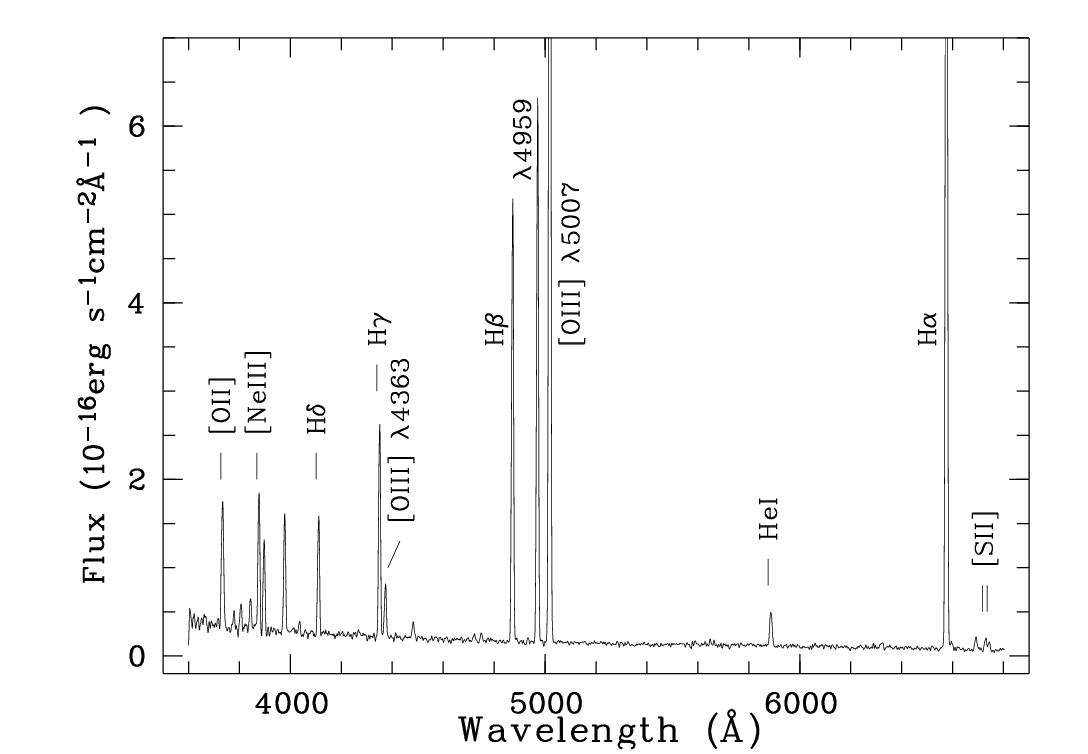 Flux (10⁻¹⁶erg s⁻¹cm⁻²Å⁻¹ )
6
4
2
0
[OII]
[NeIII]
Hδ
Hγ
[OIII] λ4363
Hβ
λ4959
[OIII] λ5007
HeI
Hα
[SII]
4000
5000
6000
Wavelength (Å)